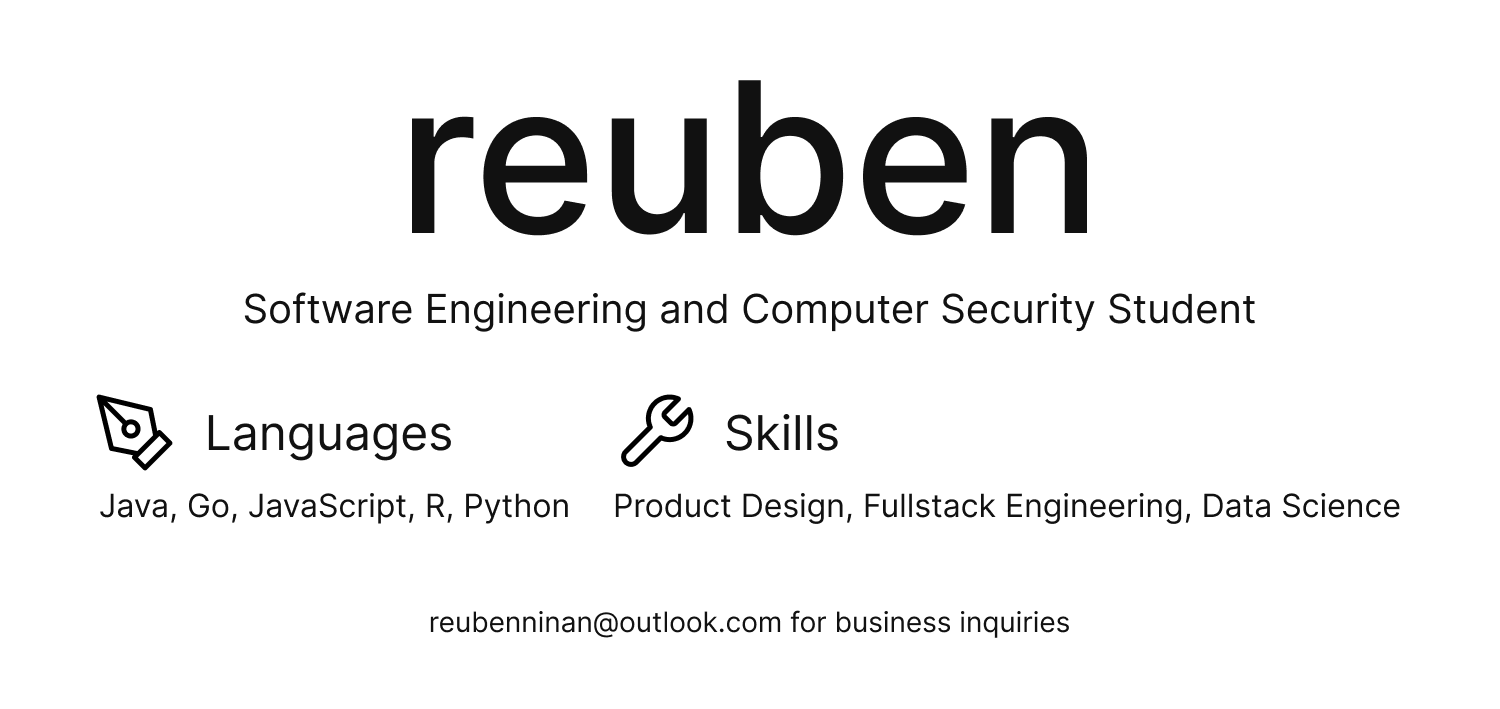 reuben
Software Engineering and Computer Security Student
Languages
Java, Go, JavaScript, R, Python
Skills
Product Design, Fullstack Engineering, Data Science
reubenninan@outlook.com for business inquiries